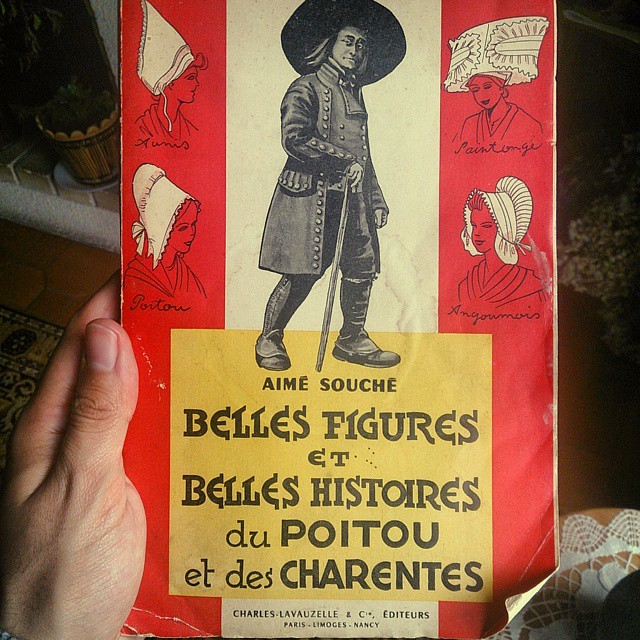 Aunis
Saintonge
Poitou
Angoumois
AIMÉ SOUCHÉ
BELLES FIGURES
ET
BELLES HISTOIRES
du POITOU
et des CHARENTES
CHARLES-LAVAUZELLE & Cie, ÉDITEURS
PARIS - LIMOGES - NANCY